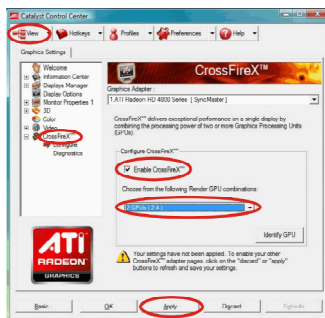 Catalyst Control Center
View Hotkeys Profiles Preferences Help
Graphics Settings
Welcome
Information Center
Displays Manager
Display Options
Monitor Properties 1
3D
Color
Video
CrossFireX™
Configure
Diagnostics
ATI
RADEON
GRAPHICS
CrossFireX™
Graphics Adapter:
1.ATI Radeon HD 4800 Series [ SyncMaster ]
CrossFireX™ delivers exceptional performance on a single display by
combining the processing power of two or more Graphics Processing Units
(GPUs).
Configure CrossFireX™
Enable CrossFireX™
Choose from the following Render GPU combinations:
2 GPUs ( 2 4 )
Identify GPU
Your settings have not been applied. To enable your other
CrossFireX™ adapter pages, click on the "discard" or "apply"
buttons to refresh and save your settings.
Basic OK Apply Discard Defaults